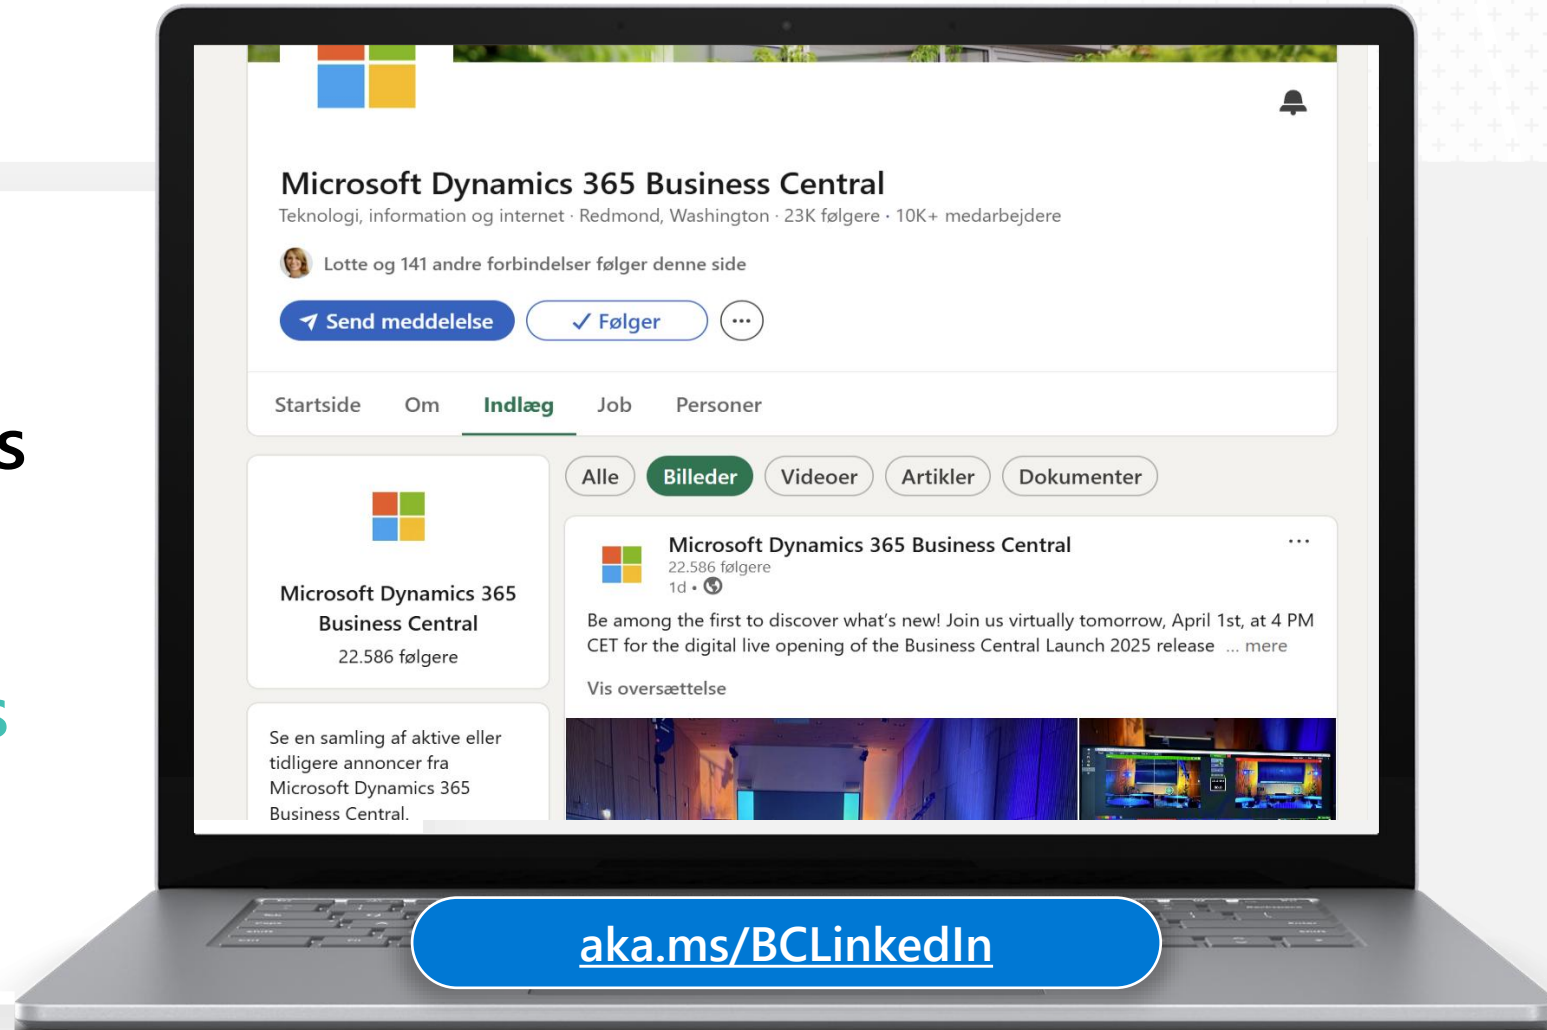 s
s
Microsoft Dynamics 365 Business Central
Teknologi, information og internet · Redmond, Washington · 23K følgere · 10K+ medarbejdere
Lotte og 141 andre forbindelser følger denne side
Send meddelelse
Følger
Startside
Om
Indlæg
Job
Personer
Microsoft Dynamics 365
Business Central
22.586 følgere
Se en samling af aktive eller
tidligere annoncer fra
Microsoft Dynamics 365
Business Central.
Alle
Billeder
Videoer
Artikler
Dokumenter
Microsoft Dynamics 365 Business Central
22.586 følgere
1d •
Be among the first to discover what’s new! Join us virtually tomorrow, April 1st, at 4 PM
CET for the digital live opening of the Business Central Launch 2025 release ... mere
Vis oversættelse
aka.ms/BCLinkedIn